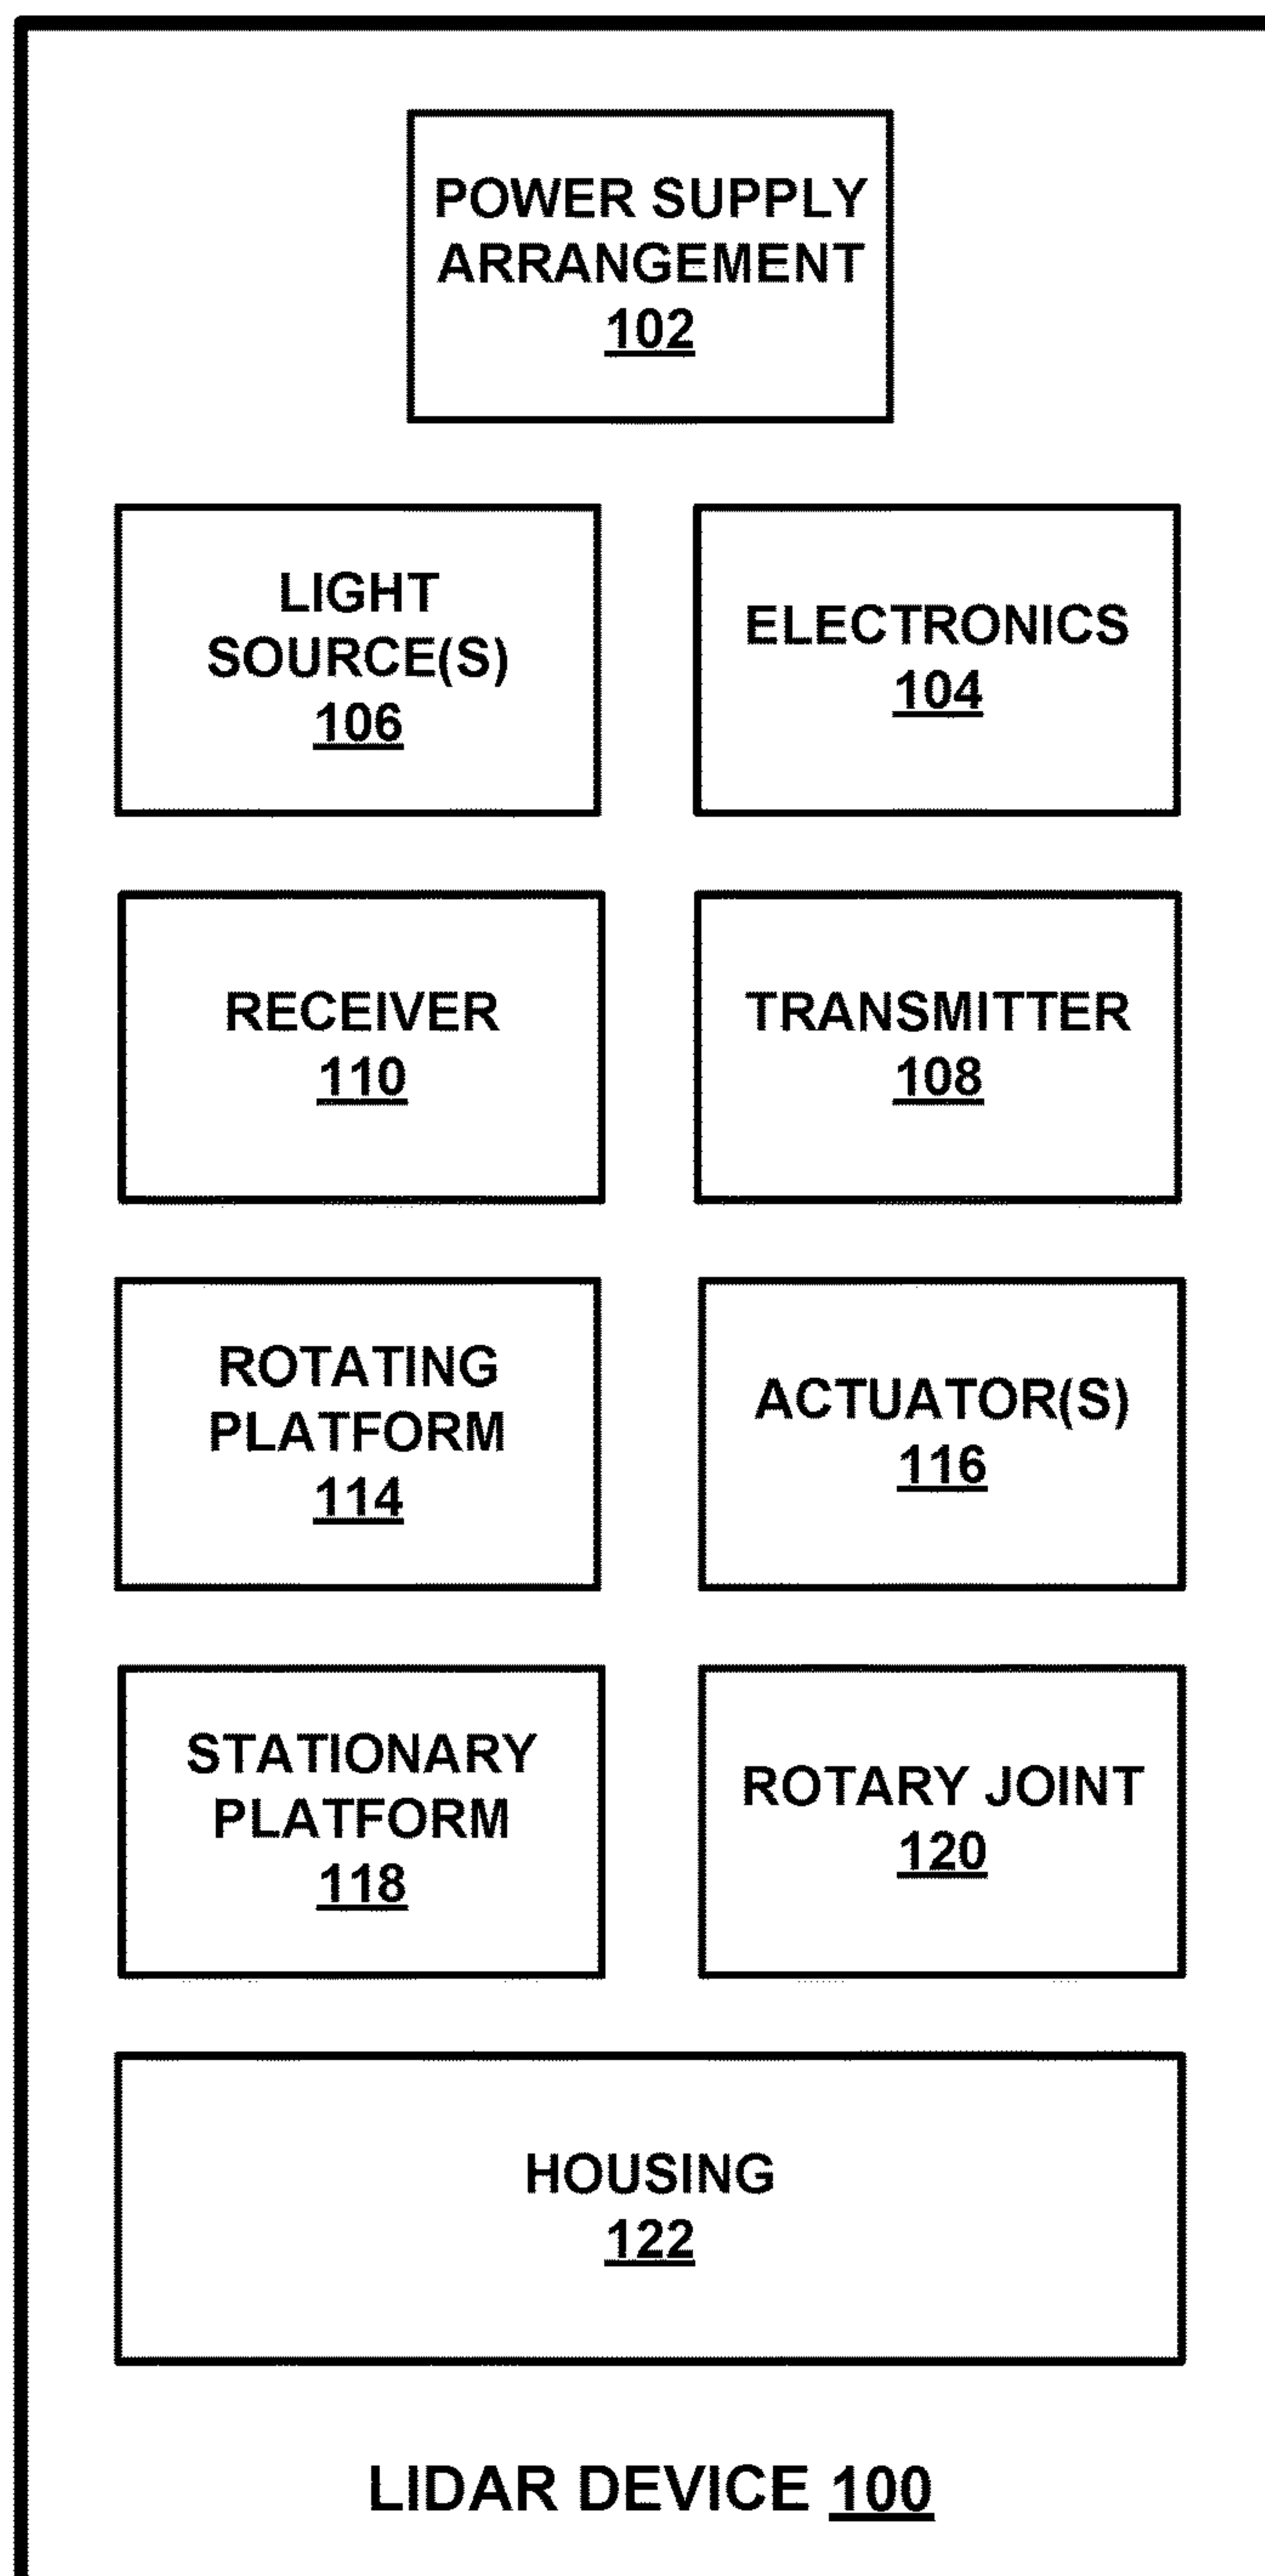 POWER SUPPLY
ARRANGEMENT
102
LIGHT
SOURCE(S)
106
ELECTRONICS
104
RECEIVER
110
TRANSMITTER
108
ROTATING
PLATFORM
114
ACTUATOR(S)
116
STATIONARY
PLATFORM
118
ROTARY JOINT
120
HOUSING
122
LIDAR DEVICE 100